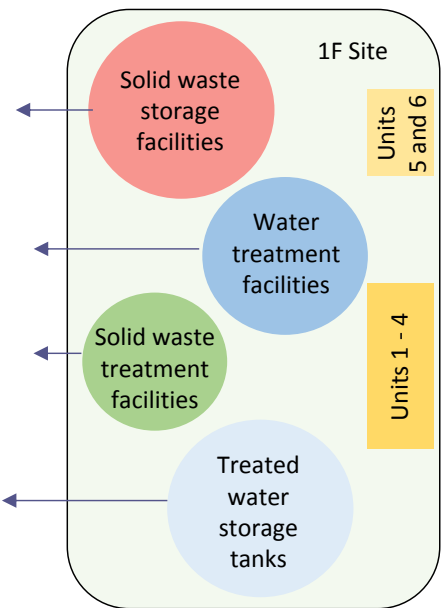 1F Site
Solid waste
storage
facilities
Units
5 and 6
Water
treatment
facilities
Solid waste
treatment
facilities
Units 1 - 4
Treated
water
storage
tanks